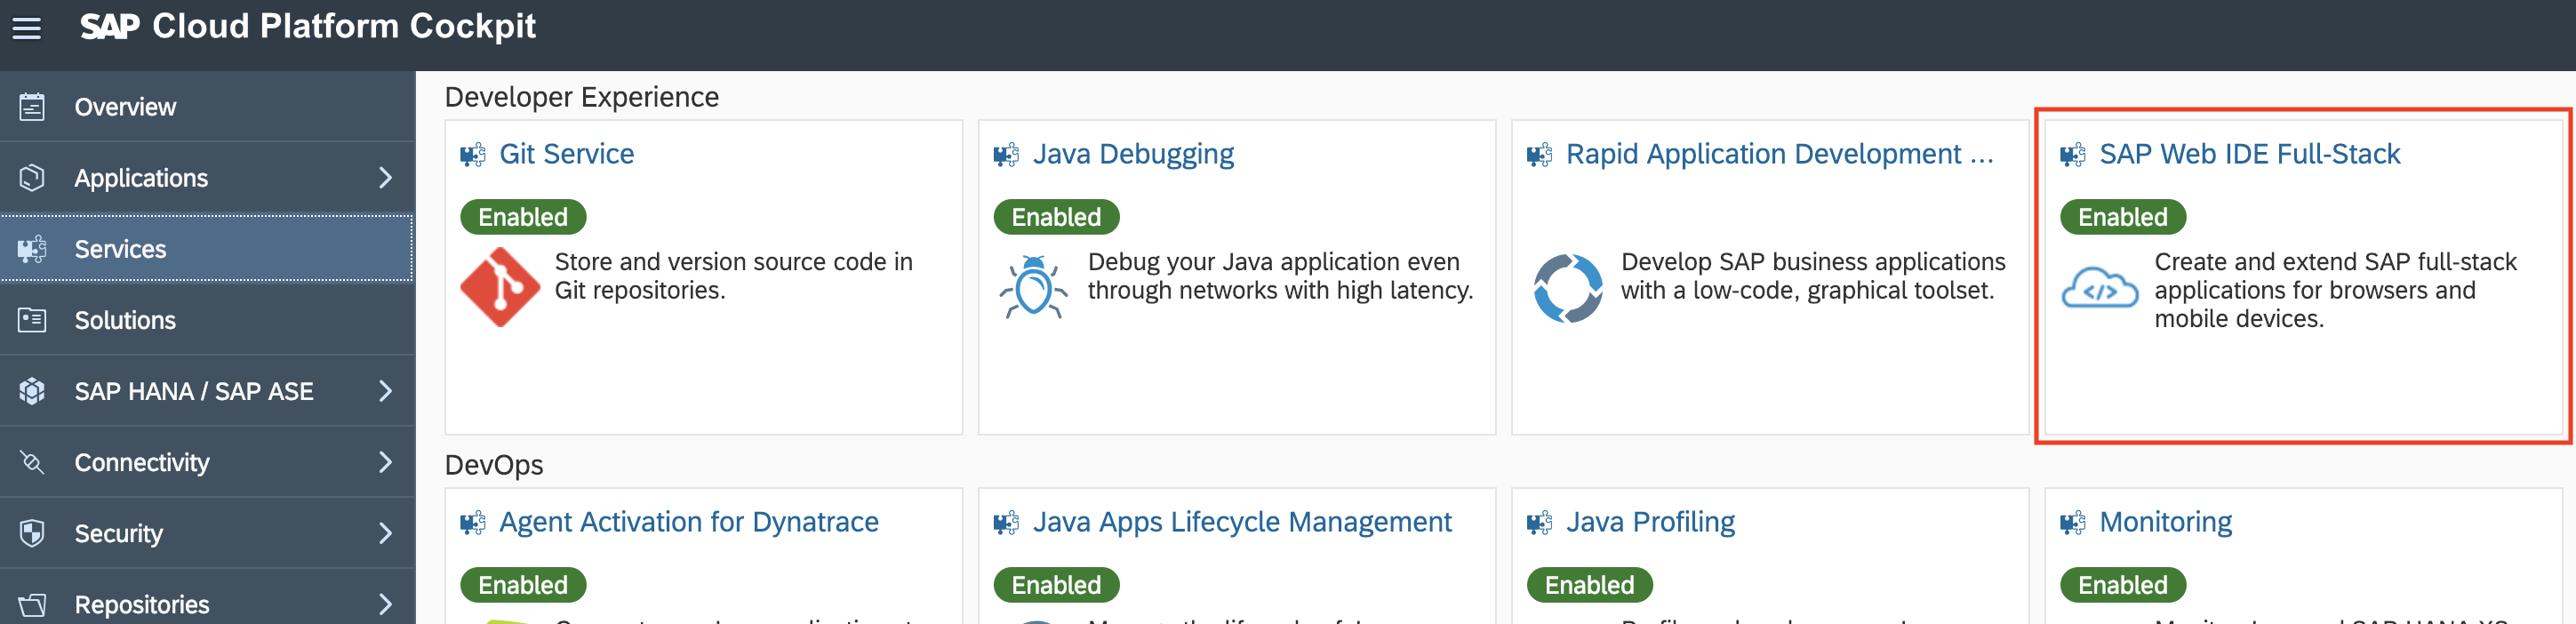 SAP Cloud Platform Cockpit
Overview
Applications
Services
Solutions
SAP HANA / SAP ASE
Connectivity
Security
Repositories
Developer Experience
Git Service
Enabled
Store and version source code in
Git repositories.
Java Debugging
Enabled
Debug your Java application even
through networks with high latency.
Rapid Application Development ...
Develop SAP business applications
with a low-code, graphical toolset.
SAP Web IDE Full-Stack
Enabled
Create and extend SAP full-stack
applications for browsers and
mobile devices.
DevOps
Agent Activation for Dynatrace
Enabled
Java Apps Lifecycle Management
Enabled
Java Profiling
Enabled
Monitoring
Enabled